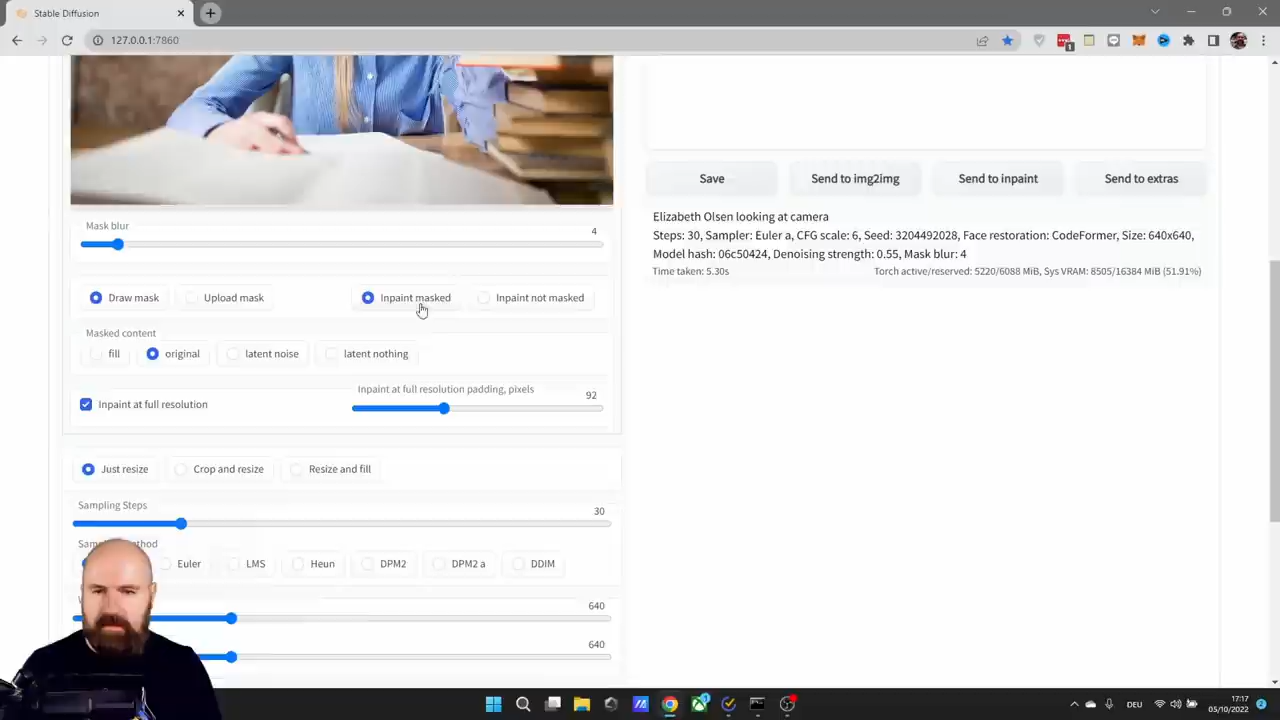 Stable Diffusion
127.0.0.1:7860
1
Mask blur
4
Draw mask
Upload mask
Inpaint masked
Inpaint not masked
Masked content
fill
original
latent noise
latent nothing
Inpaint at full resolution
Inpaint at full resolution padding, pixels
92
Just resize
Crop and resize
Resize and fill
Sampling Steps
30
Euler
LMS
Heun
DPM2
DPM2 a
DDIM
640
640
Save
Send to img2img
Send to inpaint
Send to extras
Elizabeth Olsen looking at camera
Steps: 30, Sampler: Euler a, CFG scale: 6, Seed: 3204492028, Face restoration: CodeFormer, Size: 640x640,
Model hash: 06c50424, Denoising strength: 0.55, Mask blur: 4
Time taken: 5.30s
Torch active/reserved: 5220/6088 MiB, Sys VRAM: 8505/16384 MiB (51.91%)
DEU
17:17
05/10/2022
2